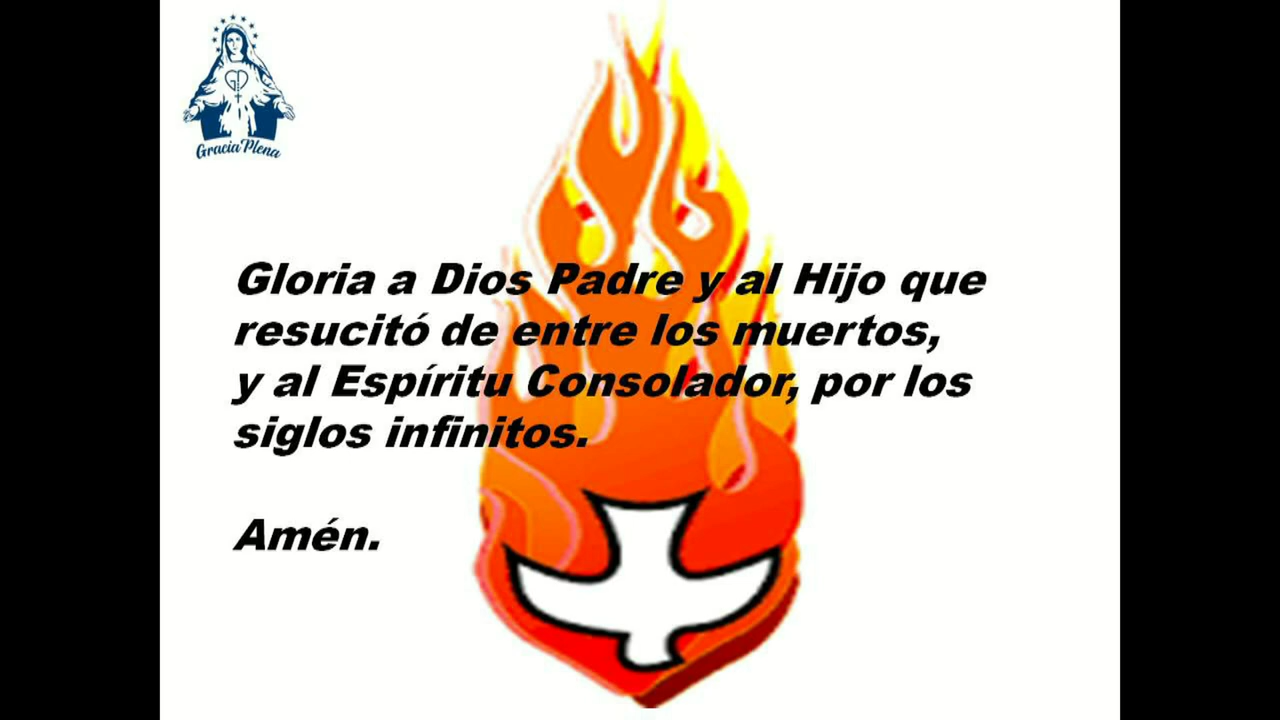 Gracia Plena
Gloria a Dios Padre y al Hijo que
resucitó de entre los muertos,
y al Espíritu Consolador, por los
siglos infinitos.
Amén.